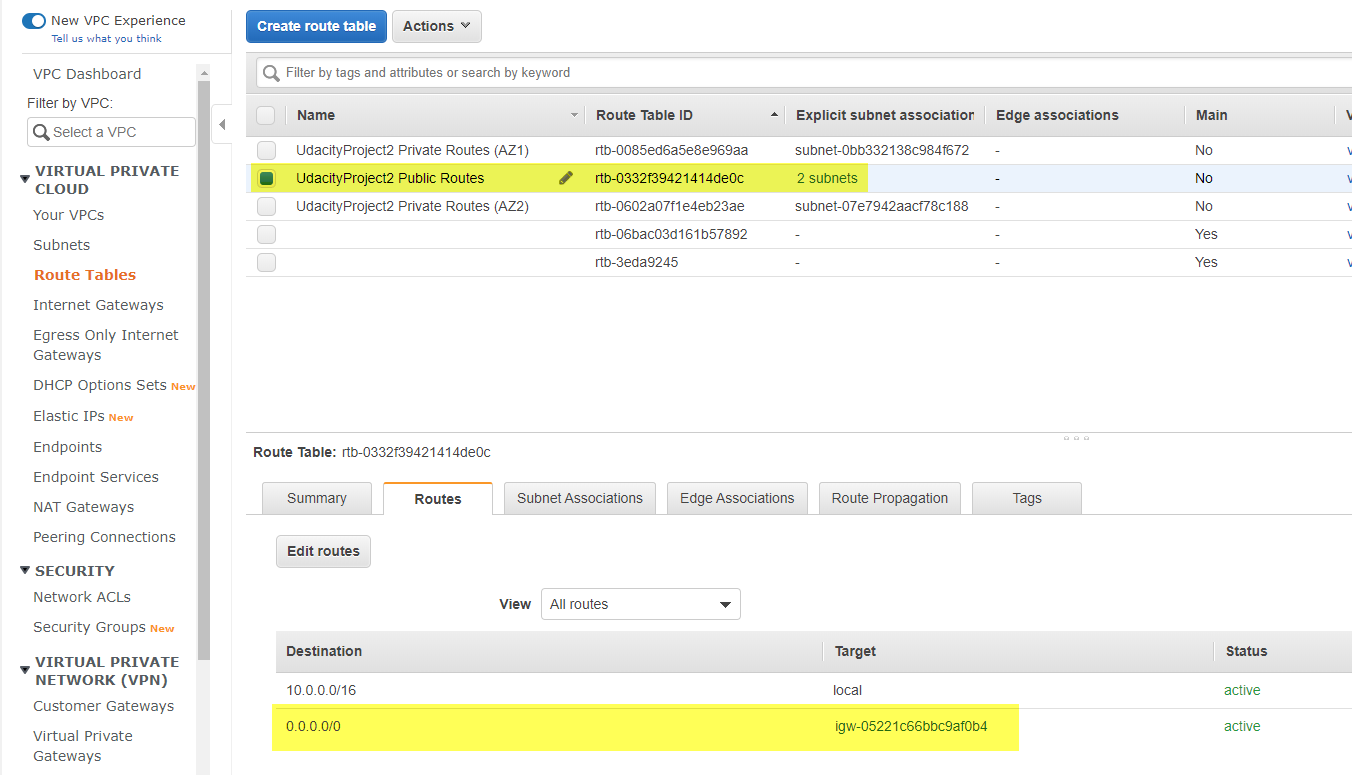 New VPC Experience
Tell us what you think
VPC Dashboard
Filter by VPC:
Select a VPC
VIRTUAL PRIVATE
CLOUD
Your VPCs
Subnets
Route Tables
Internet Gateways
Egress Only Internet
Gateways
DHCP Options Sets New
Elastic IPs New
Endpoints
Endpoint Services
NAT Gateways
Peering Connections
SECURITY
Network ACLs
Security Groups New
VIRTUAL PRIVATE
NETWORK (VPN)
Customer Gateways
Virtual Private
Gateways
Create route table Actions
Filter by tags and attributes or search by keyword
Name Route Table ID Explicit subnet association Edge associations Main V
UdacityProject2 Private Routes (AZ1) rtb-0085ed6a5e8e969aa subnet-0bb332138c984f672 - No v
UdacityProject2 Public Routes rtb-0332f39421414de0c 2 subnets - No v
UdacityProject2 Private Routes (AZ2) rtb-0602a07f1e4eb23ae subnet-07e7942aacf78c188 - No v
rtb-06bac03d161b57892 - - Yes v
rtb-3eda9245 - - Yes v
Route Table: rtb-0332f39421414de0c
Summary Routes Subnet Associations Edge Associations Route Propagation Tags
Edit routes
View All routes
Destination Target Status
10.0.0.0/16 local active
0.0.0.0/0 igw-05221c66bbc9af0b4 active